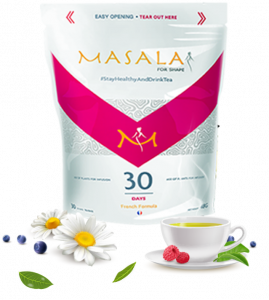 EASY OPENING • TEAR OUT HERE
MASALA
FOR SHAPE
#StayHealthyAndDrinkTea
30
DAYS
French Formula